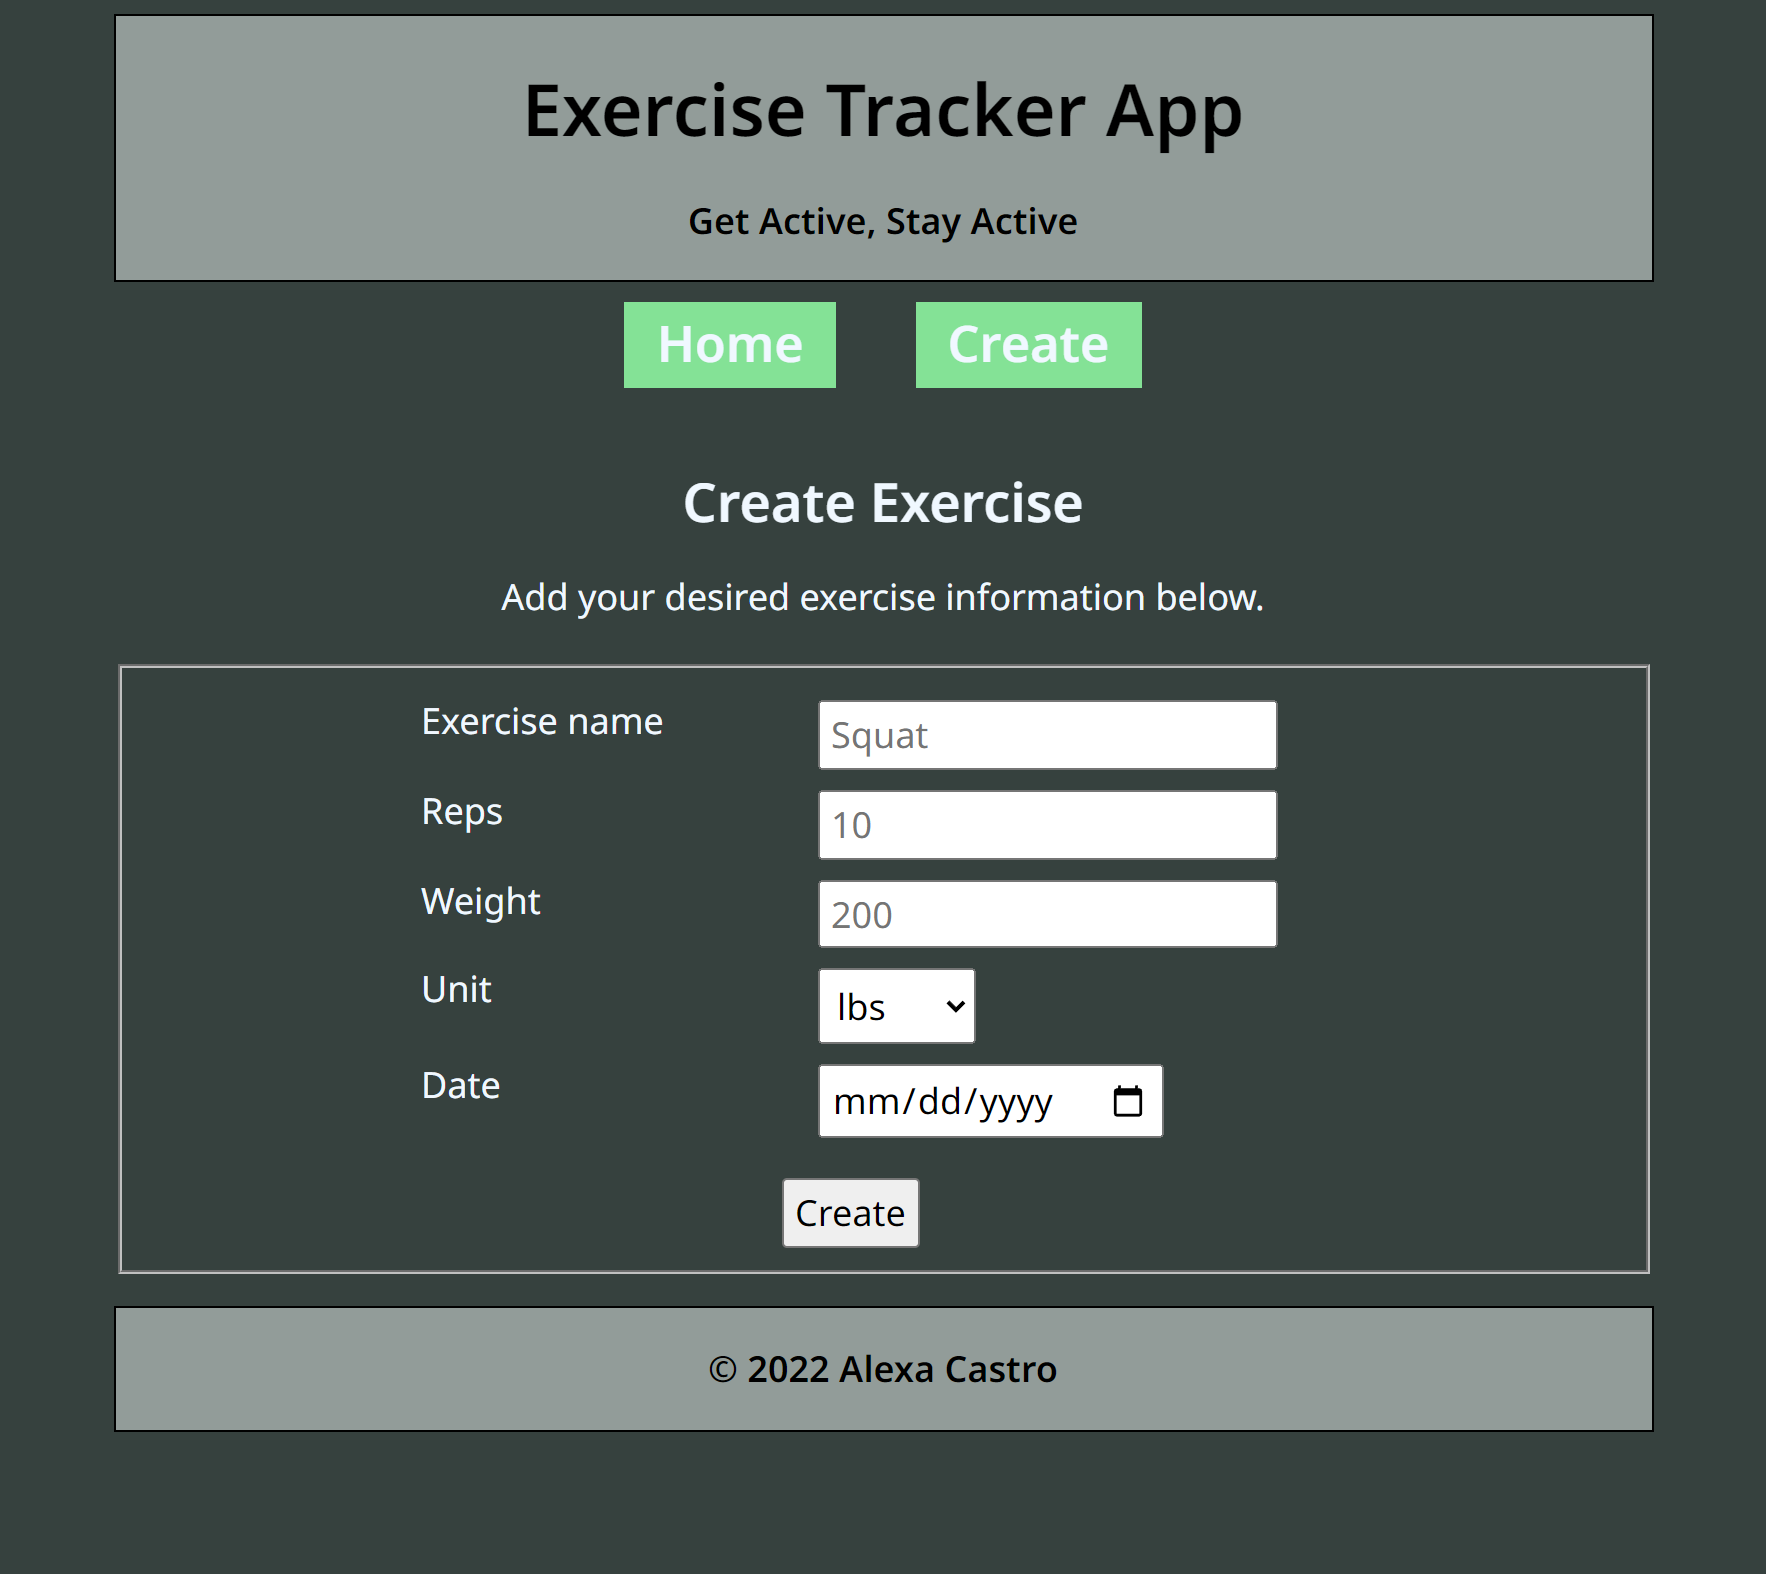 Exercise Tracker App
Get Active, Stay Active
Home Create
Create Exercise
Add your desired exercise information below.
Exercise name Squat
Reps 10
Weight 200
Unit lbs
Date mm/dd/yyyy
Create
© 2022 Alexa Castro